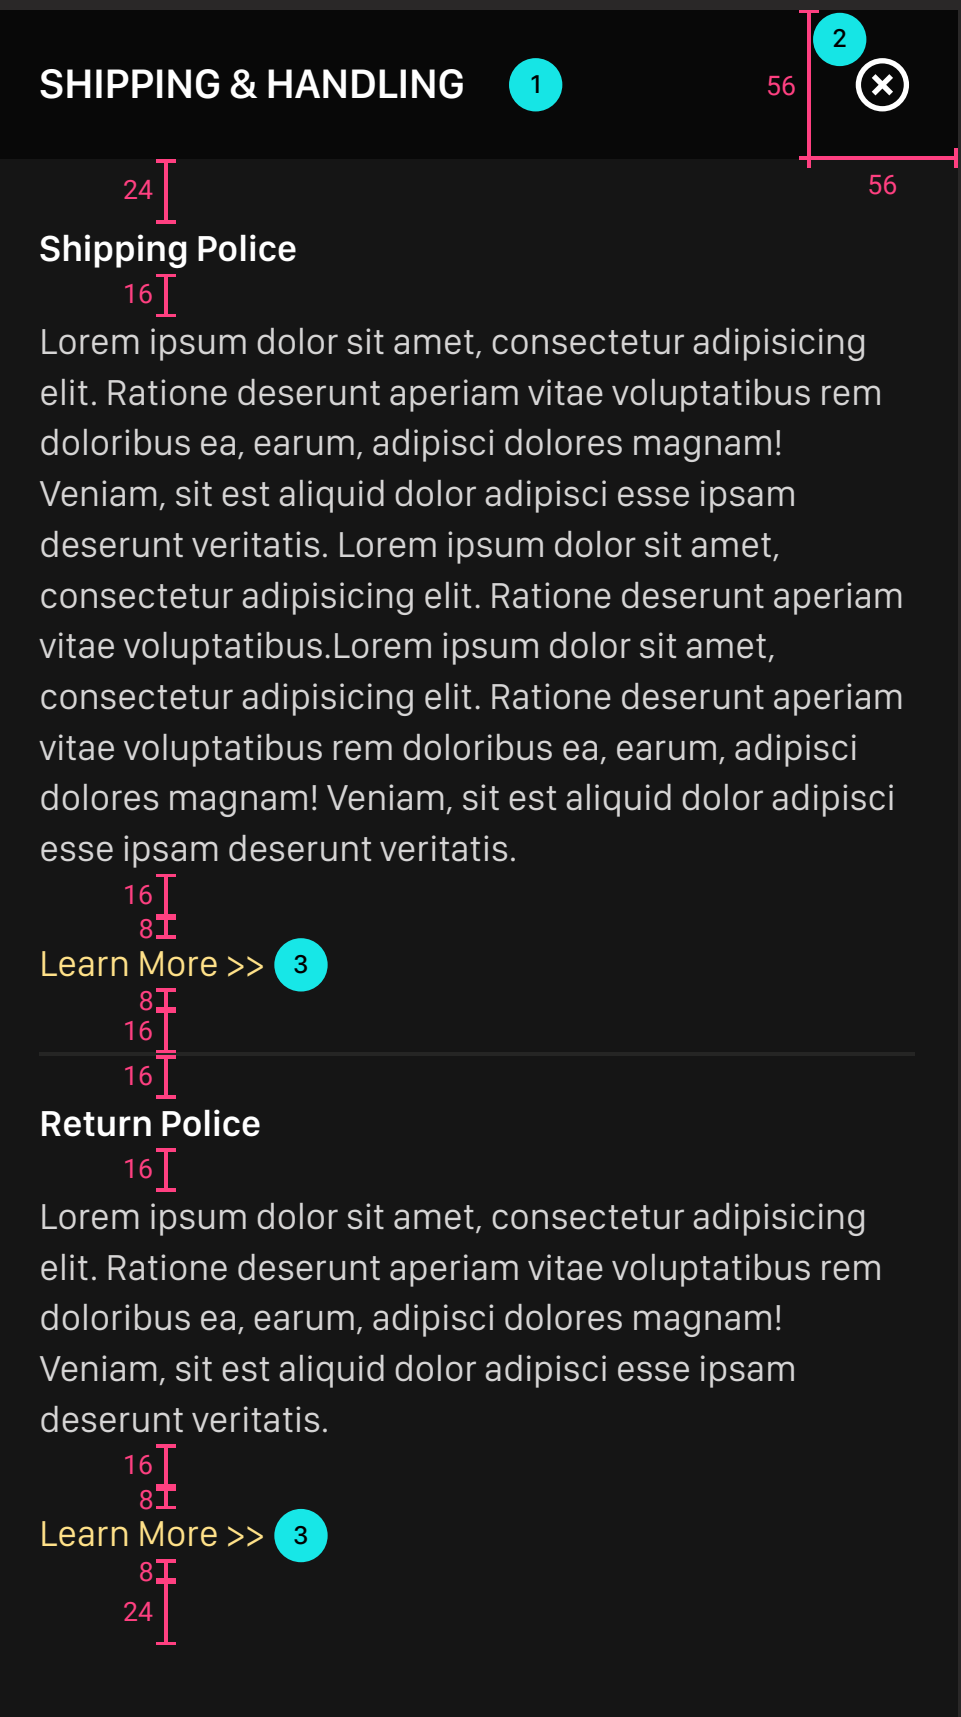 SHIPPING & HANDLING 1
2
56
56
24
Shipping Police
16
Lorem ipsum dolor sit amet, consectetur adipisicing
elit. Ratione deserunt aperiam vitae voluptatibus rem
doloribus ea, earum, adipisci dolores magnam!
Veniam, sit est aliquid dolor adipisci esse ipsam
deserunt veritatis. Lorem ipsum dolor sit amet,
consectetur adipisicing elit. Ratione deserunt aperiam
vitae voluptatibus.Lorem ipsum dolor sit amet,
consectetur adipisicing elit. Ratione deserunt aperiam
vitae voluptatibus rem doloribus ea, earum, adipisci
dolores magnam! Veniam, sit est aliquid dolor adipisci
esse ipsam deserunt veritatis.
16
8
Learn More >> 3
8
16
16
Return Police
16
Lorem ipsum dolor sit amet, consectetur adipisicing
elit. Ratione deserunt aperiam vitae voluptatibus rem
doloribus ea, earum, adipisci dolores magnam!
Veniam, sit est aliquid dolor adipisci esse ipsam
deserunt veritatis.
16
8
Learn More >> 3
8
24